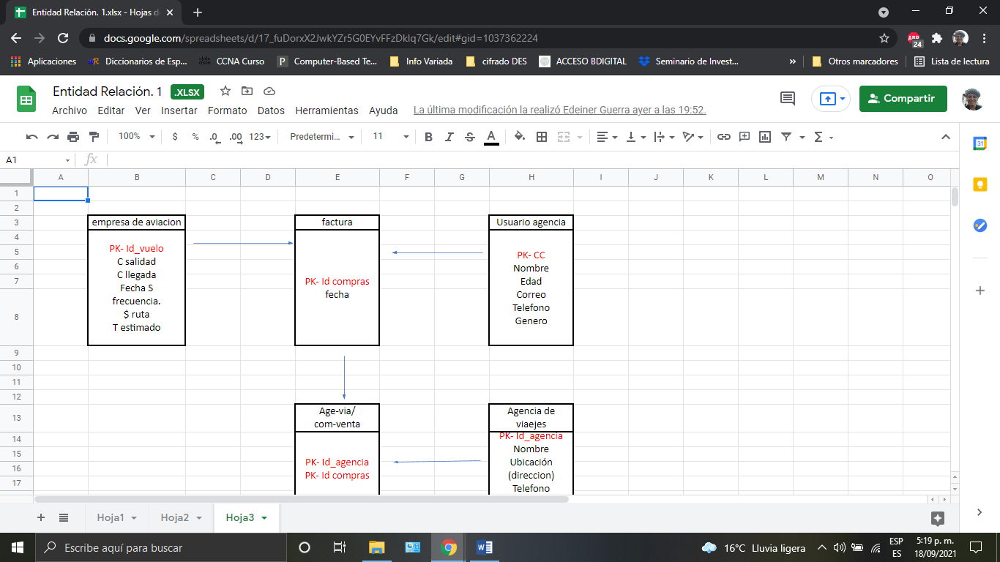 Entidad Relación. 1.xlsx - Hojas d
docs.google.com/spreadsheets/d/17_fuDorxX2JwkYZr5G0EYvFFzDkIq7Gk/edit#gid=1037362224
ABP
24
Aplicaciones
Diccionarios de Esp...
CCNA Curso
Computer-Based Te...
Info Variada
cifrado DES
ACCESO BDIGITAL
Seminario de Invest...
»
Otros marcadores
Lista de lectura
Entidad Relación. 1 .XLSX
Compartir
Archivo Editar Ver Insertar Formato Datos Herramientas Ayuda La última modificación la realizó Edeiner Guerra ayer a las 19:52.
100% $ % .0 .00 123 Predetermi... 11 B I S A
31
A1 fx
A B C D E F G H I J K L M N O
1
2
3
4
5
6
7
8
9
10
11
12
13
14
15
16
17
empresa de aviacion
PK- Id_vuelo
C salidad
C llegada
Fecha S
frecuencia.
$ ruta
T estimado
factura
PK- Id compras
fecha
Usuario agencia
PK- CC
Nombre
Edad
Correo
Telefono
Genero
Age-via/
com-venta
PK- Id_agencia
PK- Id compras
Agencia de
viaejes
PK- Id_agencia
Nombre
Ubicación
(direccion)
Telefono
Hoja1 Hoja2 Hoja3
Escribe aquí para buscar
16°C Lluvia ligera
ESP
ES
5:19 p. m.
18/09/2021